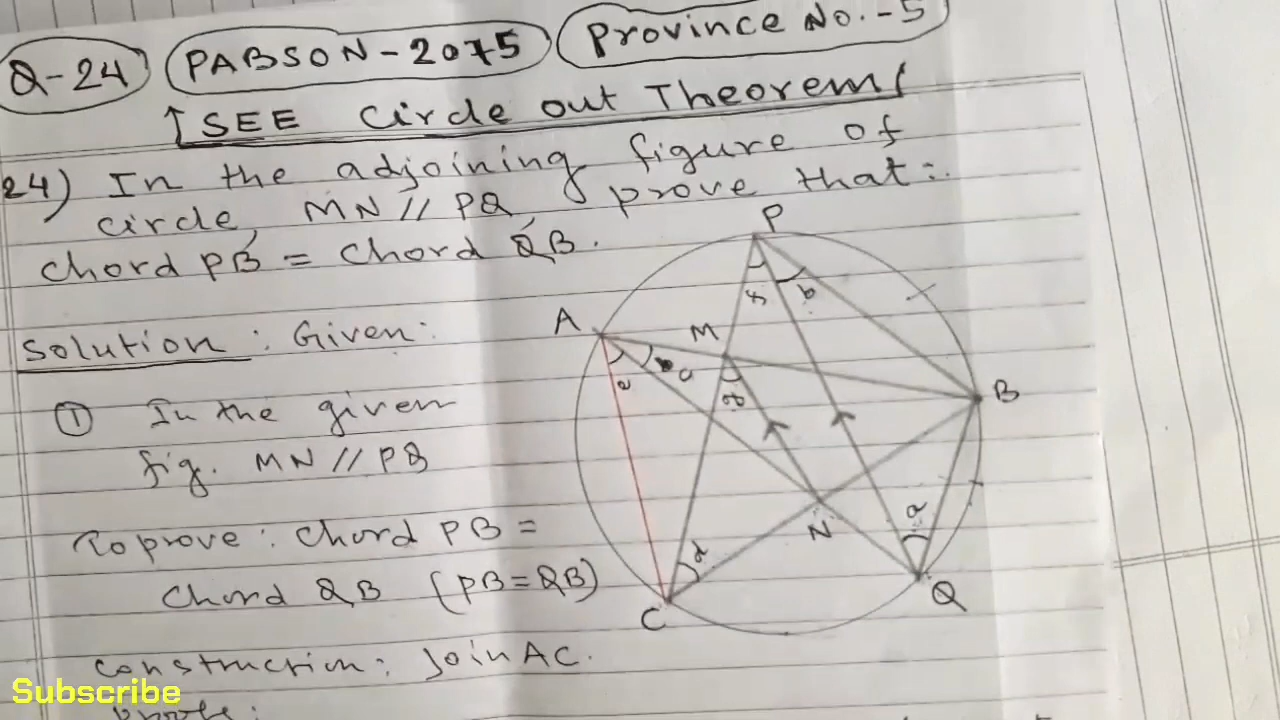 Q-24 PABSON-2075 Province No.-5
SEE Circle out Theorem
24) In the adjoining figure of
circle, MN // PQ, prove that:
chord PB = chord QB.
P
A
M
B
N
Q
C
Solution: Given:
① In the given
fig. MN // PQ
To prove: chord PB =
chord QB (PB=QB)
Construction: Join AC.
Subscribe